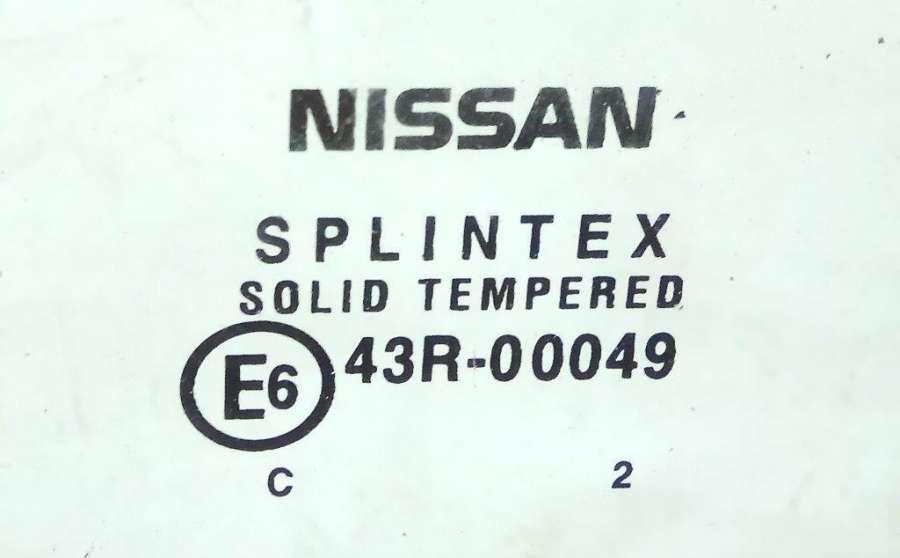 NISSAN
SPLINTEX
SOLID TEMPERED
E6 43R-00049
C 2